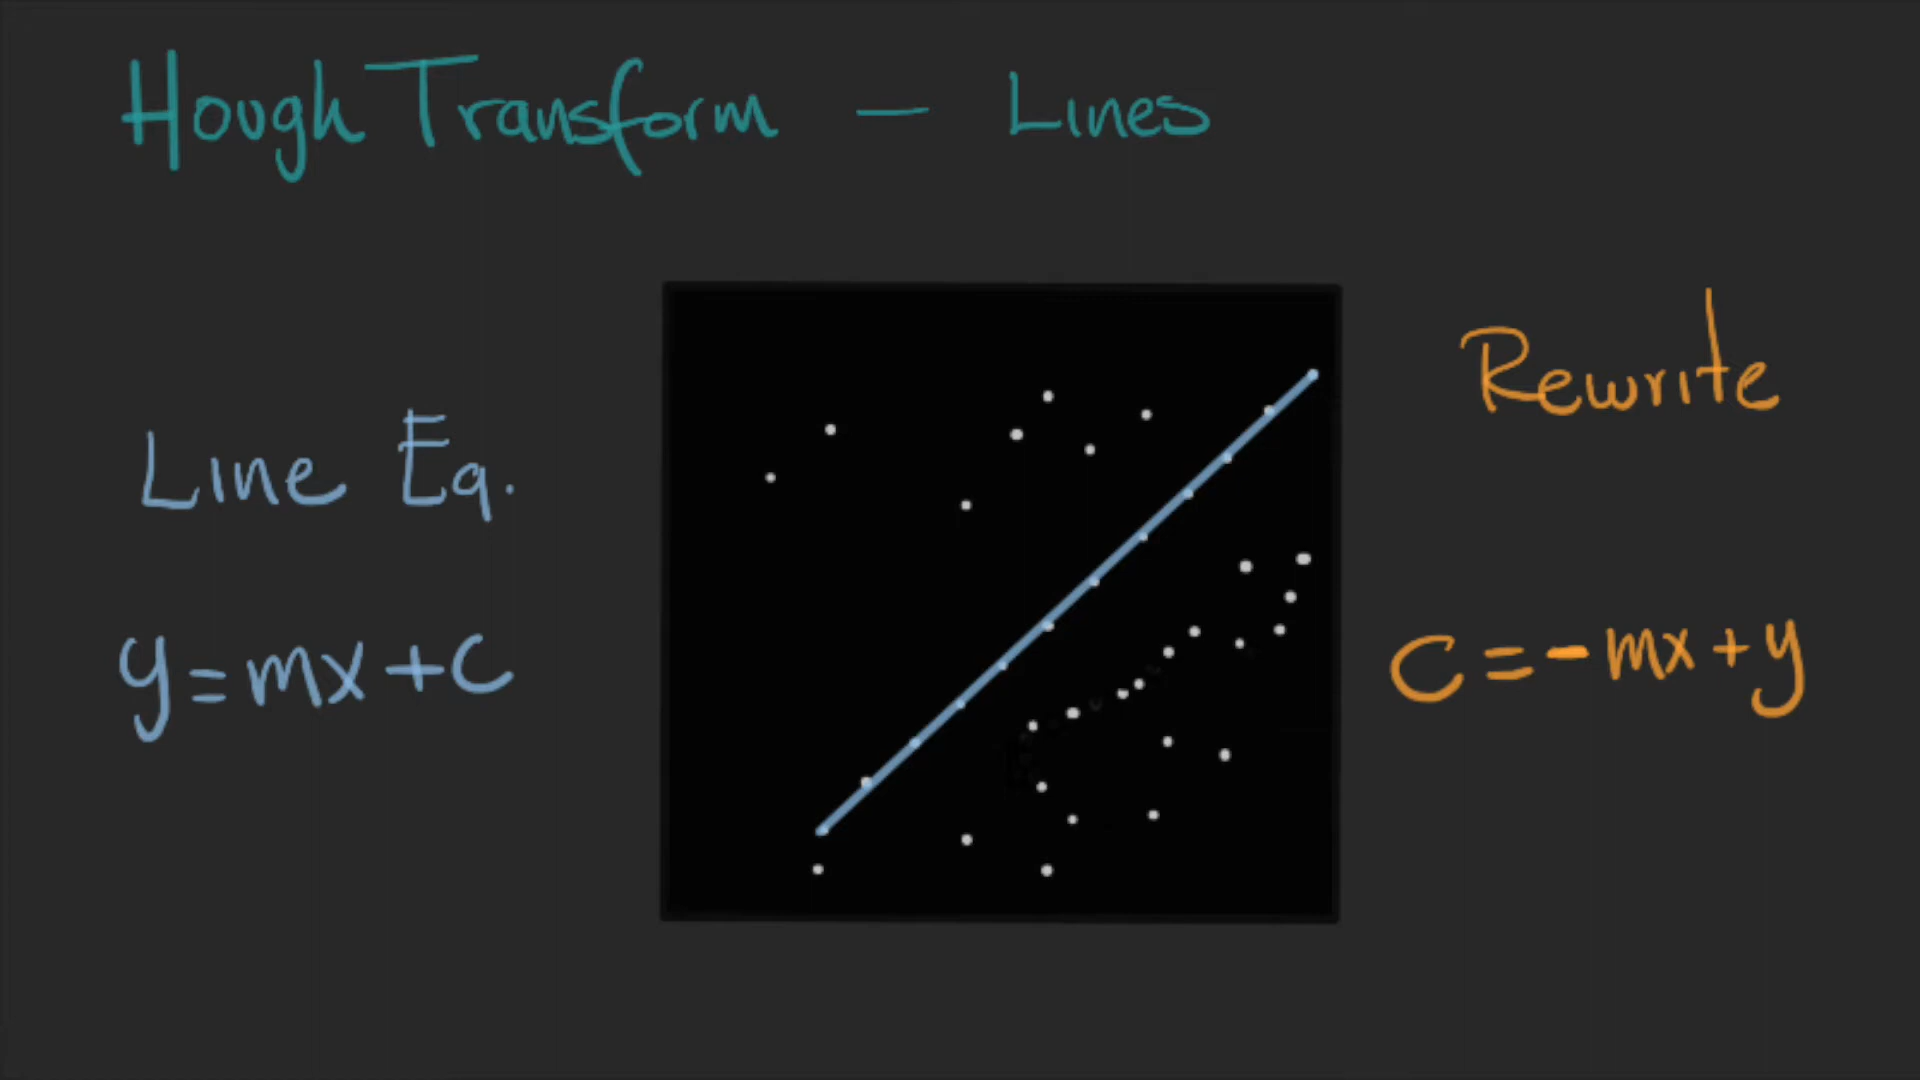 Hough Transform — Lines
Rewrite
Line Eq.
y = mx + c
c = - mx + y